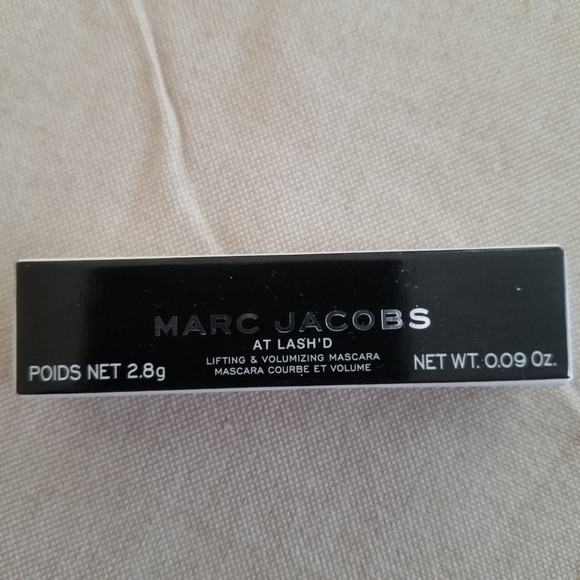 MARC JACOBS
AT LASH'D
LIFTING & VOLUMIZING MASCARA
MASCARA COURBE ET VOLUME
POIDS NET 2.8g
NET WT. 0.09 Oz.